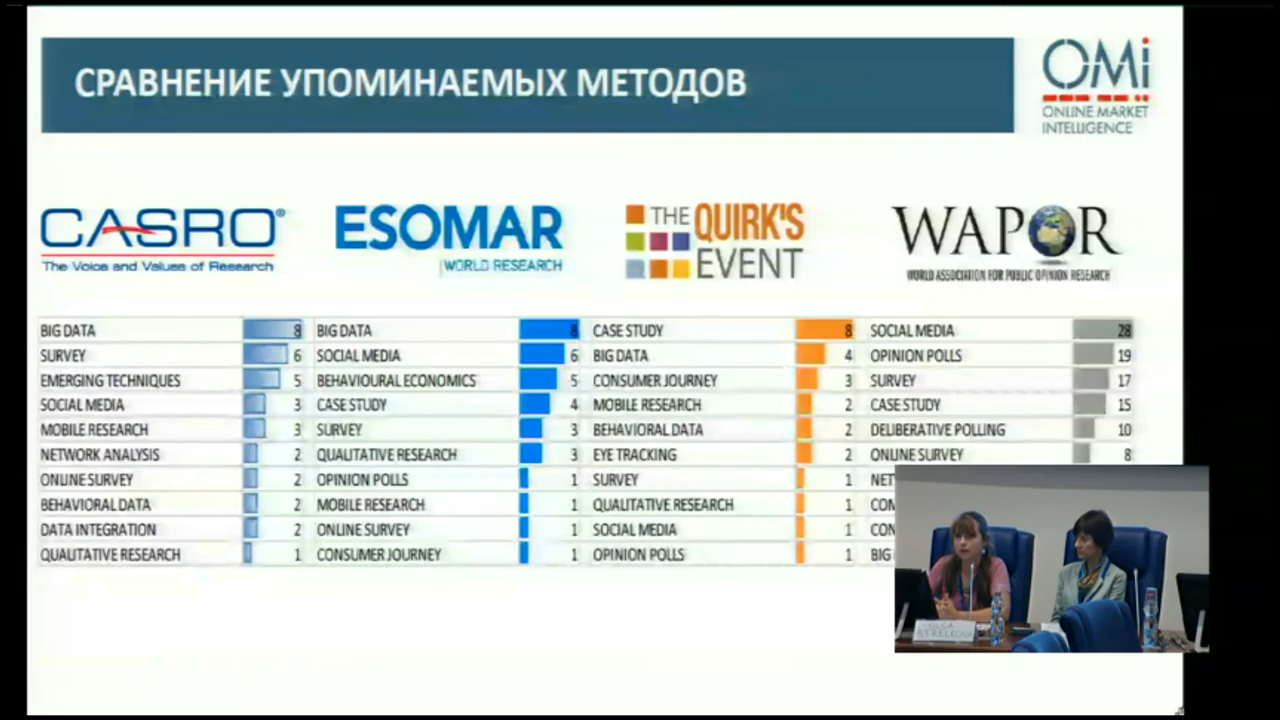 СРАВНЕНИЕ УПОМИНАЕМЫХ МЕТОДОВ
OMi
ONLINE MARKET
INTELLIGENCE
CASRO®
The Voice and Values of Research
ESOMAR
WORLD RESEARCH
THE QUIRK'S
EVENT
WAPOR
WORLD ASSOCIATION FOR PUBLIC OPINION RESEARCH
BIG DATA 8 BIG DATA 8 CASE STUDY 8 SOCIAL MEDIA 28
SURVEY 6 SOCIAL MEDIA 6 BIG DATA 4 OPINION POLLS 19
EMERGING TECHNIQUES 5 BEHAVIOURAL ECONOMICS 5 CONSUMER JOURNEY 3 SURVEY 17
SOCIAL MEDIA 3 CASE STUDY 4 MOBILE RESEARCH 2 CASE STUDY 15
MOBILE RESEARCH 3 SURVEY 3 BEHAVIORAL DATA 2 DELIBERATIVE POLLING 10
NETWORK ANALYSIS 2 QUALITATIVE RESEARCH 3 EYE TRACKING 2 ONLINE SURVEY 8
ONLINE SURVEY 2 OPINION POLLS 1 SURVEY 1 NET
BEHAVIORAL DATA 2 MOBILE RESEARCH 1 QUALITATIVE RESEARCH 1 CON
DATA INTEGRATION 2 ONLINE SURVEY 1 SOCIAL MEDIA 1 CON
QUALITATIVE RESEARCH 1 CONSUMER JOURNEY 1 OPINION POLLS 1 BIG